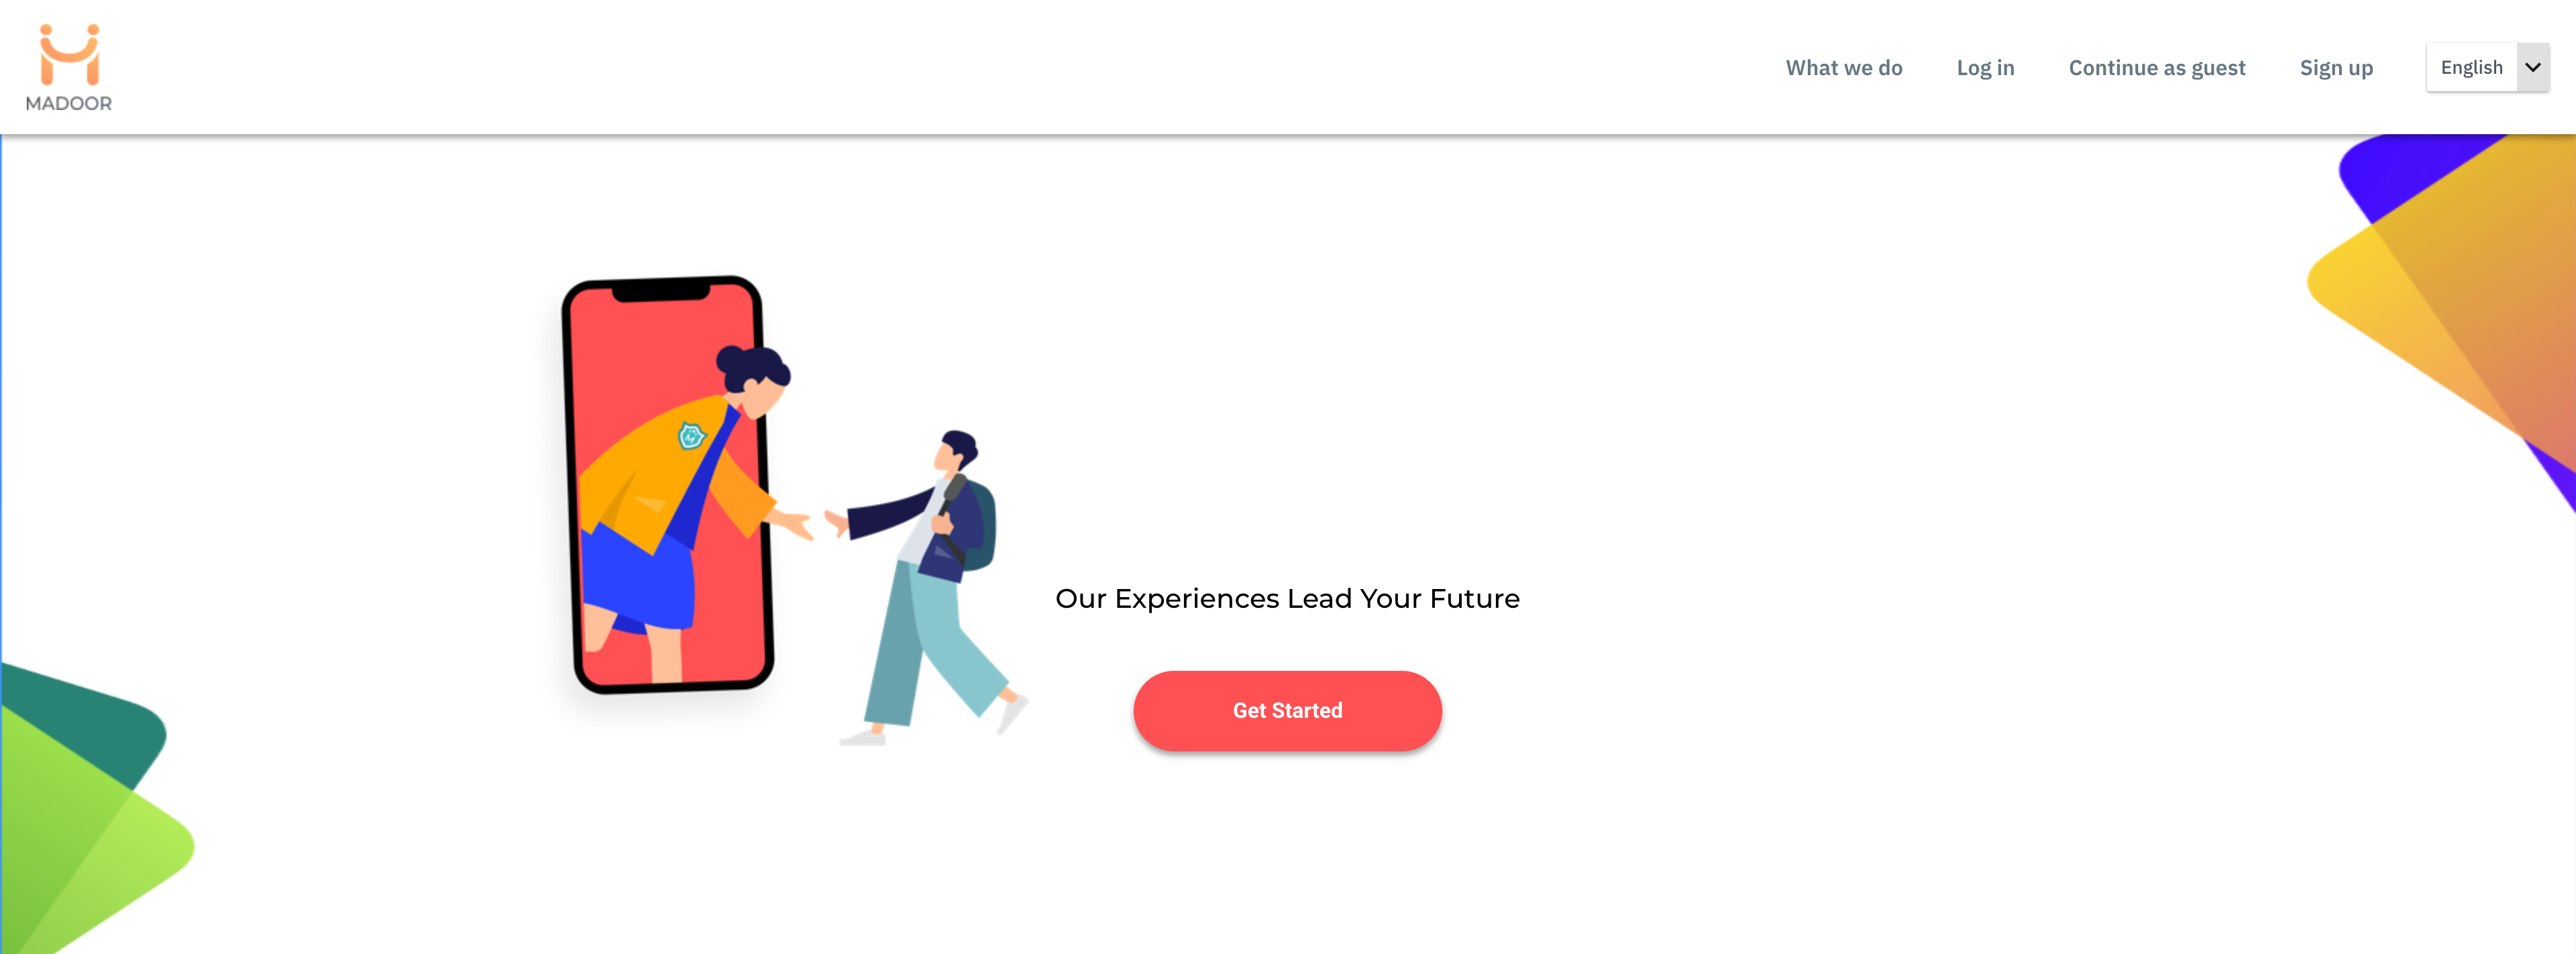 MADOOR
What we do
Log in
Continue as guest
Sign up
English
M
Our Experiences Lead Your Future
Get Started